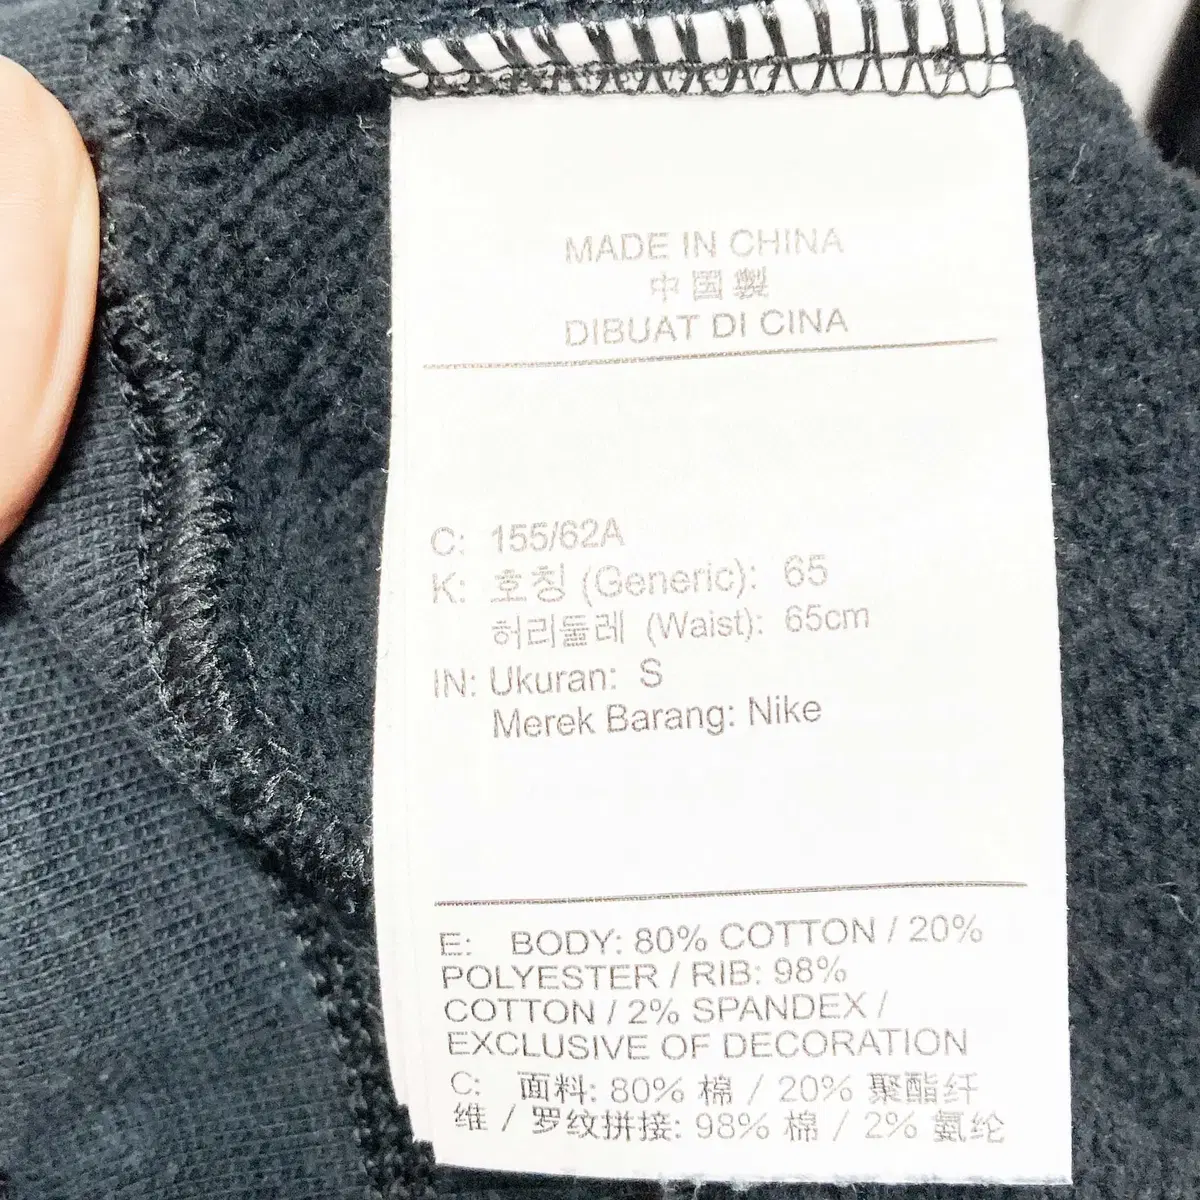 MADE IN CHINA
中国製
DIBUAT DI CINA
C: 155/62A
K: 호칭 (Generic): 65
허리둘레 (Waist): 65cm
IN: Ukuran: S
Merek Barang: Nike
E: BODY: 80% COTTON / 20%
POLYESTER / RIB: 98%
COTTON / 2% SPANDEX /
EXCLUSIVE OF DECORATION
C: 面料: 80% 棉 / 20% 聚酯纤
维 / 罗纹拼接: 98% 棉 / 2% 氨纶